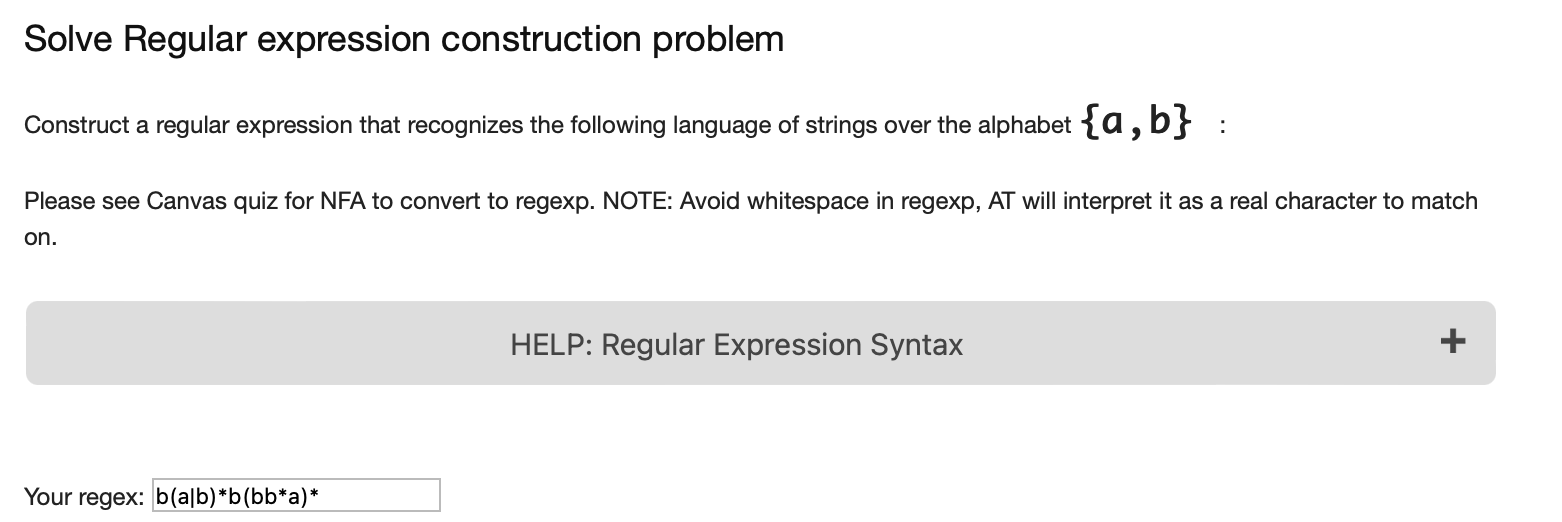 Solve Regular expression construction problem
Construct a regular expression that recognizes the following language of strings over the alphabet {a,b} :
Please see Canvas quiz for NFA to convert to regexp. NOTE: Avoid whitespace in regexp, AT will interpret it as a real character to match
on.
HELP: Regular Expression Syntax +
Your regex: b(a|b)*b(bb*a)*